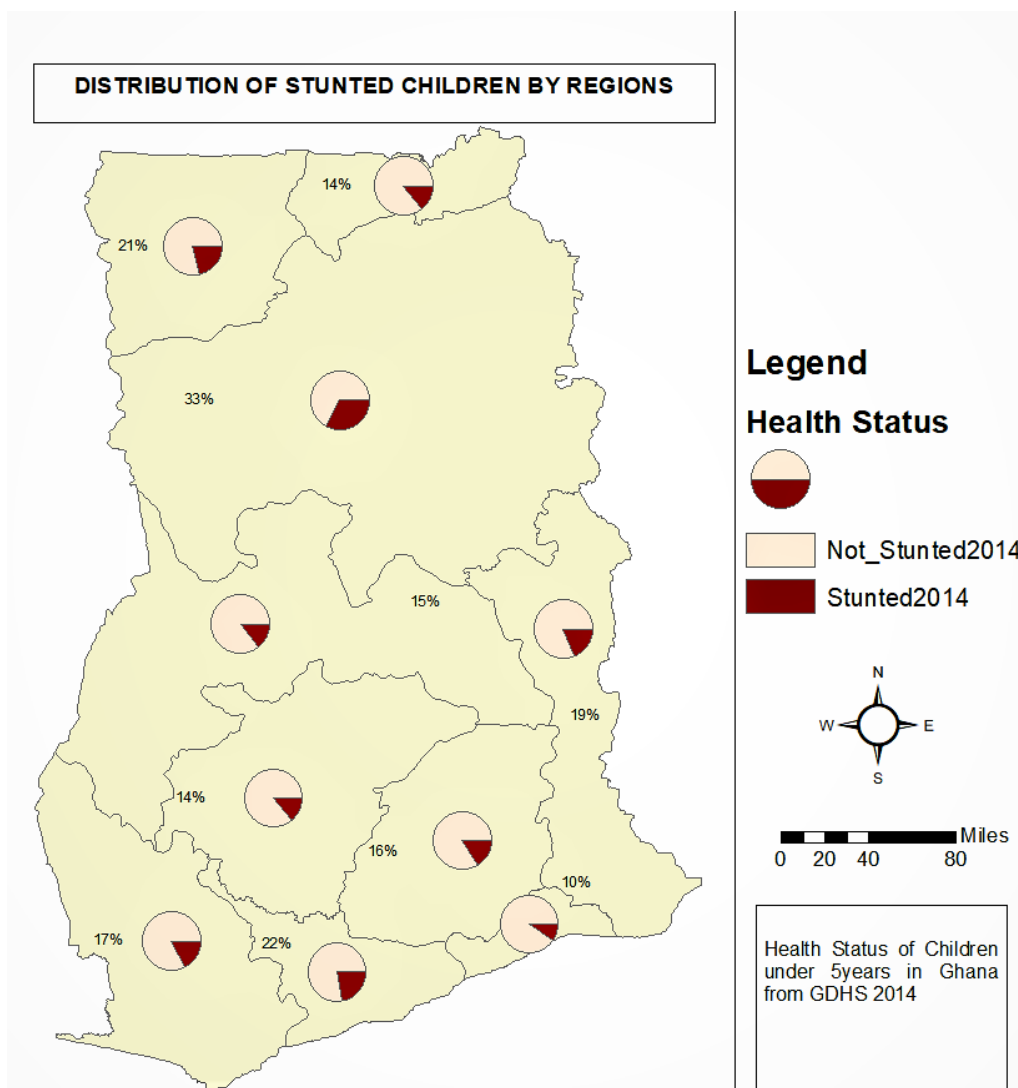 DISTRIBUTION OF STUNTED CHILDREN BY REGIONS
14%
21%
33%
15%
19%
14%
16%
10%
17%
22%
Legend
Health Status
Not_Stunted2014
Stunted2014
N
W E
S
Miles
0 20 40 80
Health Status of Children
under 5years in Ghana
from GDHS 2014